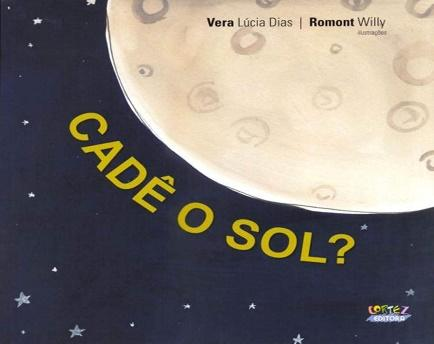 Vera Lúcia Dias | Romont Willy
ilustrações
CADÊ O SOL?
CORTEZ
EDITORA